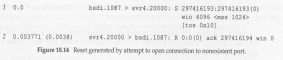 1 0.0 bsdi.1087 > svr4.20000: S 297416193:297416193(0)
win 4096 <mss 1024>
[tos 0x10]
2 0.003771 (0.0038) svr4.20000 > bsdi.1087: R 0:0(0) ack 297416194 win 0
Figure 18.14 Reset generated by attempt to open connection to nonexistent port.